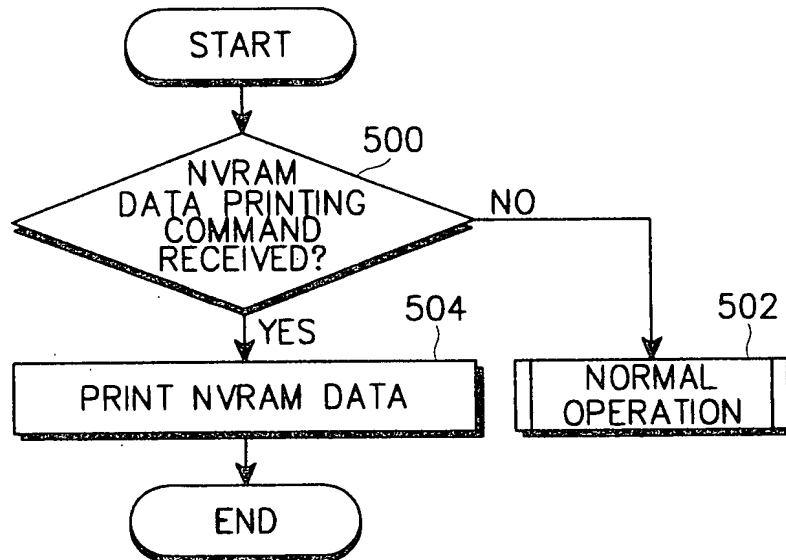 START
500
NVRAM
DATA PRINTING
COMMAND
RECEIVED?
NO
YES
504
502
PRINT NVRAM DATA
NORMAL
OPERATION
END